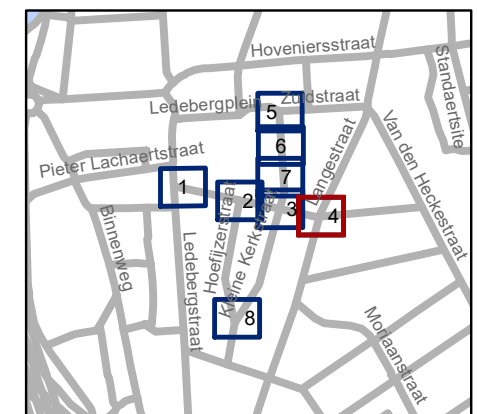 Hoveniersstraat
Standaertsite
Ledebergplein
Zuidstraat
5
6
Langestraat
Van den Heckestraat
Pieter Lachaertstraat
7
1
2
3
4
Hoefijzerstraat
Kleine Kerkstraat
Binnenweg
Ledebergstraat
8
Moriaanstraat